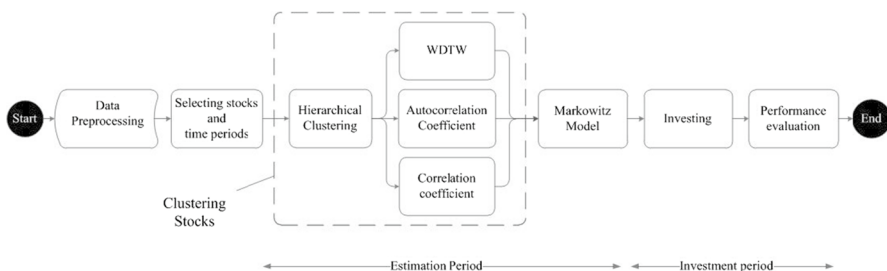 Start
Data
Preprocessing
Selecting stocks
and
time periods
Hierarchical
Clustering
WDTW
Autocorrelation
Coefficient
Correlation
coefficient
Markowitz
Model
Investing
Performance
evaluation
End
Clustering
Stocks
Estimation Period
Investment period